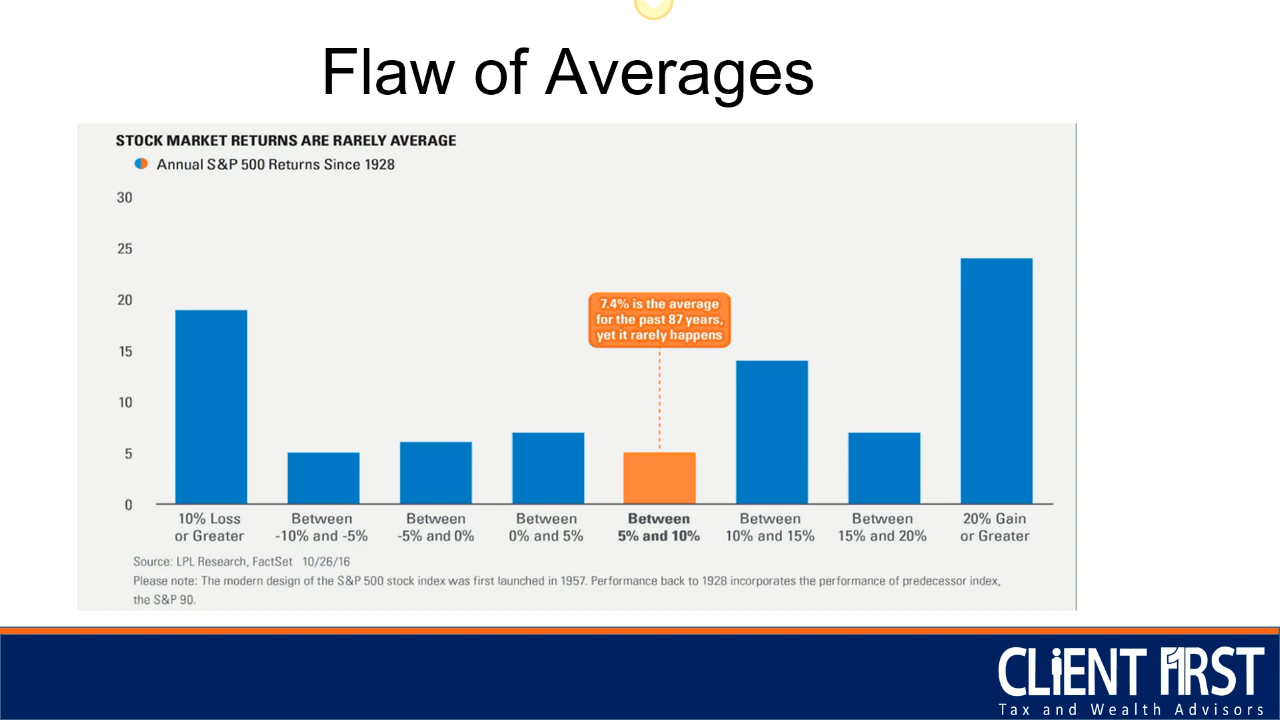 Flaw of Averages
STOCK MARKET RETURNS ARE RARELY AVERAGE
Annual S&P 500 Returns Since 1928
30
25
20
15
10
5
0
7.4% is the average
for the past 87 years,
yet it rarely happens
10% Loss
or Greater
Between
-10% and -5%
Between
-5% and 0%
Between
0% and 5%
Between
5% and 10%
Between
10% and 15%
Between
15% and 20%
20% Gain
or Greater
Source: LPL Research, FactSet 10/26/16
Please note: The modern design of the S&P 500 stock index was first launched in 1957. Performance back to 1928 incorporates the performance of predecessor index,
the S&P 90.
CLiENT F1RST
Tax and Wealth Advisors